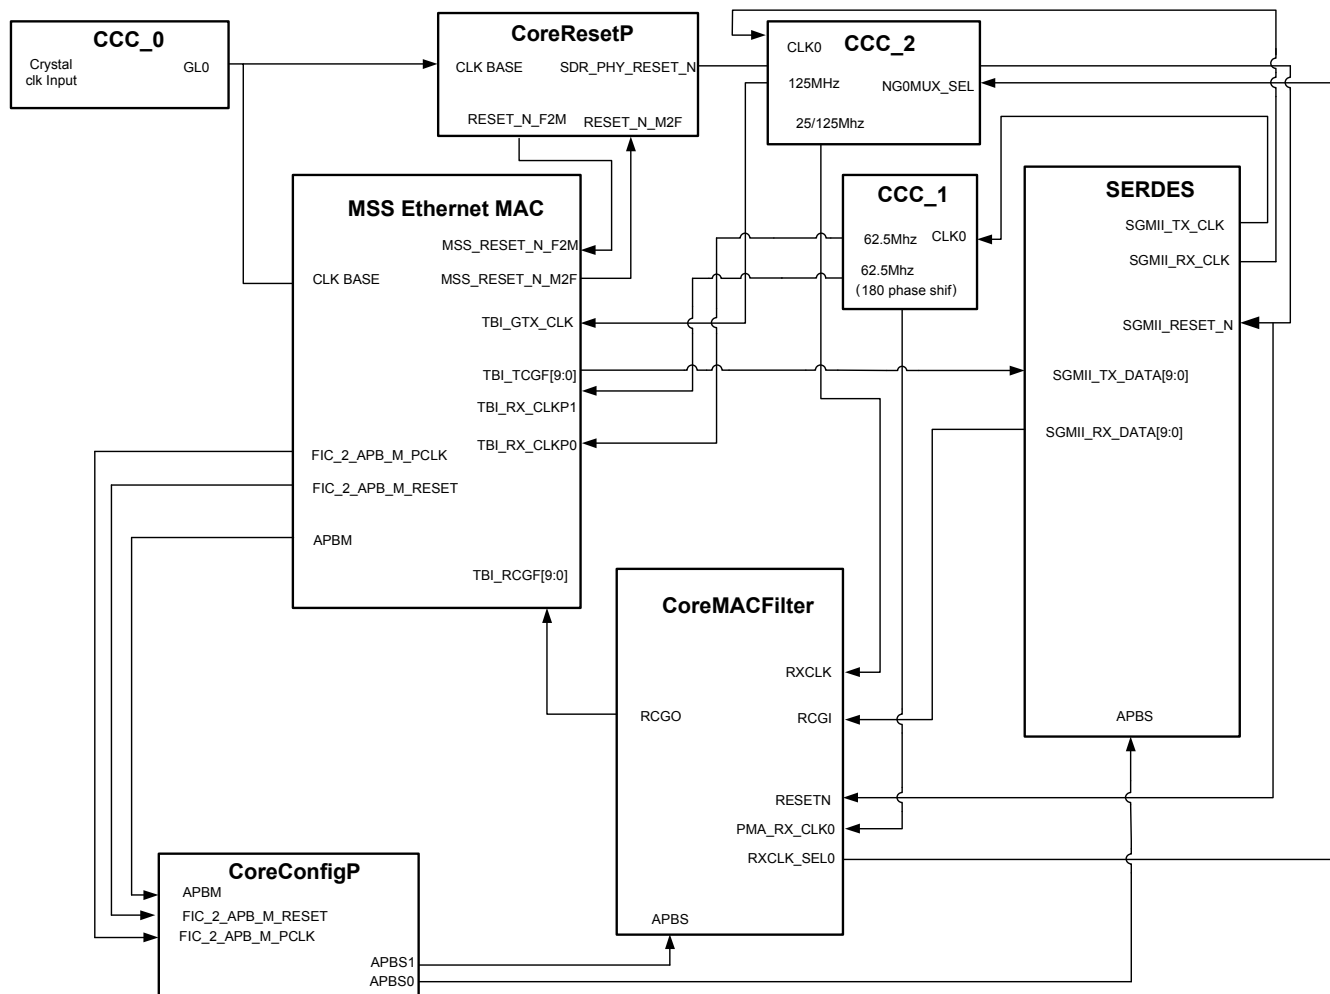 CCC_0
Crystal
clk Input
GL0
CoreResetP
CLK BASE
SDR_PHY_RESET_N
RESET_N_F2M
RESET_N_M2F
CCC_2
CLK0
125MHz
NG0MUX_SEL
25/125Mhz
CCC_1
62.5Mhz
CLK0
62.5Mhz
(180 phase shif)
SERDES
SGMII_TX_CLK
SGMII_RX_CLK
SGMII_RESET_N
SGMII_TX_DATA[9:0]
SGMII_RX_DATA[9:0]
APBS
MSS Ethernet MAC
MSS_RESET_N_F2M
CLK BASE
MSS_RESET_N_M2F
TBI_GTX_CLK
TBI_TCGF[9:0]
TBI_RX_CLKP1
TBI_RX_CLKP0
FIC_2_APB_M_PCLK
FIC_2_APB_M_RESET
APBM
TBI_RCGF[9:0]
CoreMACFilter
RXCLK
RCGO
RCGI
RESETN
PMA_RX_CLK0
RXCLK_SEL0
APBS
CoreConfigP
APBM
FIC_2_APB_M_RESET
FIC_2_APB_M_PCLK
APBS1
APBS0